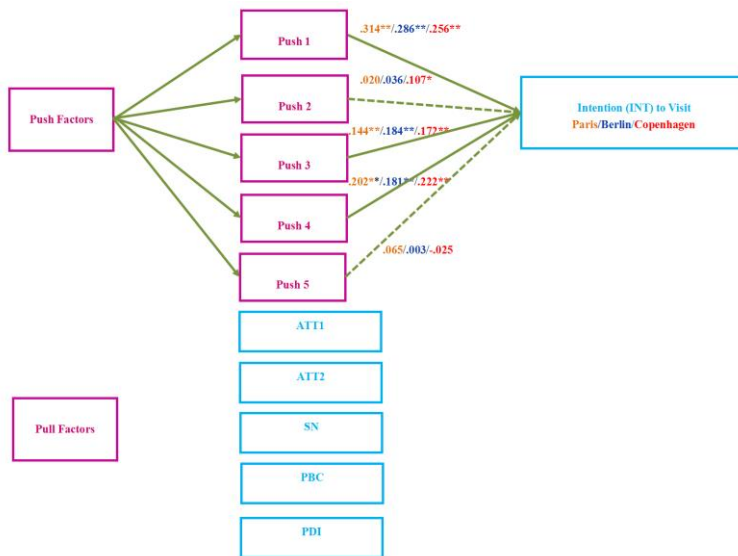 Push Factors
Push 1
Push 2
Push 3
Push 4
Push 5
.314**/.286**/.256**
.020/.036/.107*
.144**/.184**/.172**
.202**/.181**/.222**
.065/.003/-.025
Intention (INT) to Visit
Paris/Berlin/Copenhagen
Pull Factors
ATT1
ATT2
SN
PBC
PDI